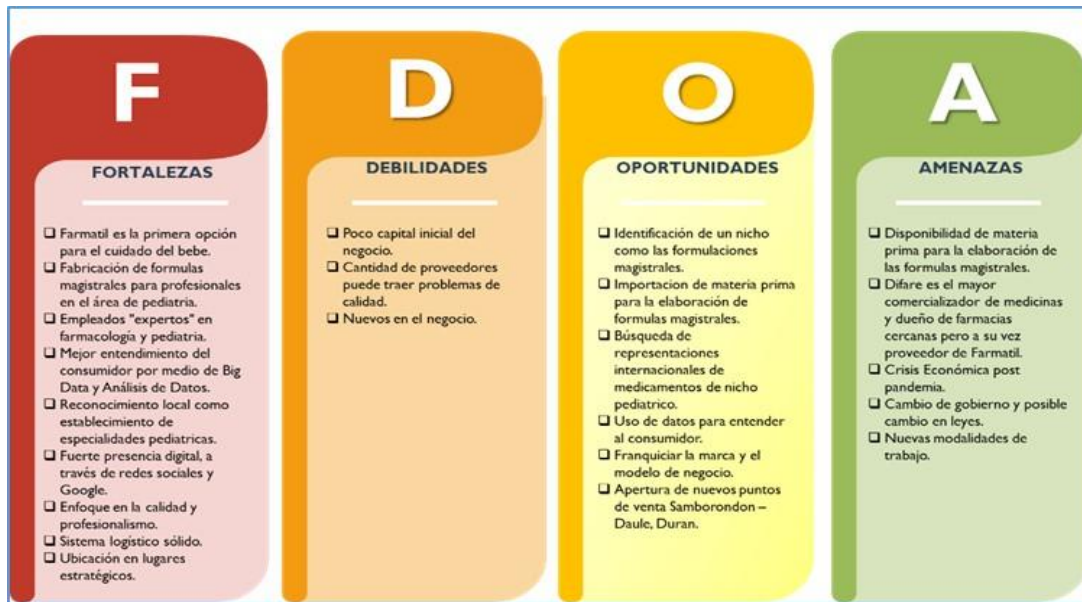 F
FORTALEZAS
❑ Farmatil es la primera opción
para el cuidado del bebe.
❑ Fabricación de formulas
magistrales para profesionales
en el área de pediatria.
❑ Empleados "expertos" en
farmacología y pediatria.
❑ Mejor entendimiento del
consumidor por medio de Big
Data y Análisis de Datos.
❑ Reconocimiento local como
establecimiento de
especialidades pediatricas.
❑ Fuerte presencia digital, a
través de redes sociales y
Google.
❑ Enfoque en la calidad y
profesionalismo.
❑ Sistema logístico sólido.
❑ Ubicación en lugares
estratégicos.
D
DEBILIDADES
❑ Poco capital inicial del
negocio.
❑ Cantidad de proveedores
puede traer problemas de
calidad.
❑ Nuevos en el negocio.
O
OPORTUNIDADES
❑ Identificación de un nicho
como las formulaciones
magistrales.
❑ Importacion de materia prima
para la elaboración de
formulas magistrales.
❑ Búsqueda de
representaciones
internacionales de
medicamentos de nicho
pediatrico.
❑ Uso de datos para entender
al consumidor.
❑ Franquiciar la marca y el
modelo de negocio.
❑ Apertura de nuevos puntos
de venta Samborondon –
Daule, Duran.
A
AMENAZAS
❑ Disponibilidad de materia
prima para la elaboración de
las formulas magistrales.
❑ Difare es el mayor
comercializador de medicinas
y dueño de farmacias
cercanas pero a su vez
proveedor de Farmatil.
❑ Crisis Económica post
pandemia.
❑ Cambio de gobierno y posible
cambio en leyes.
❑ Nuevas modalidades de
trabajo.